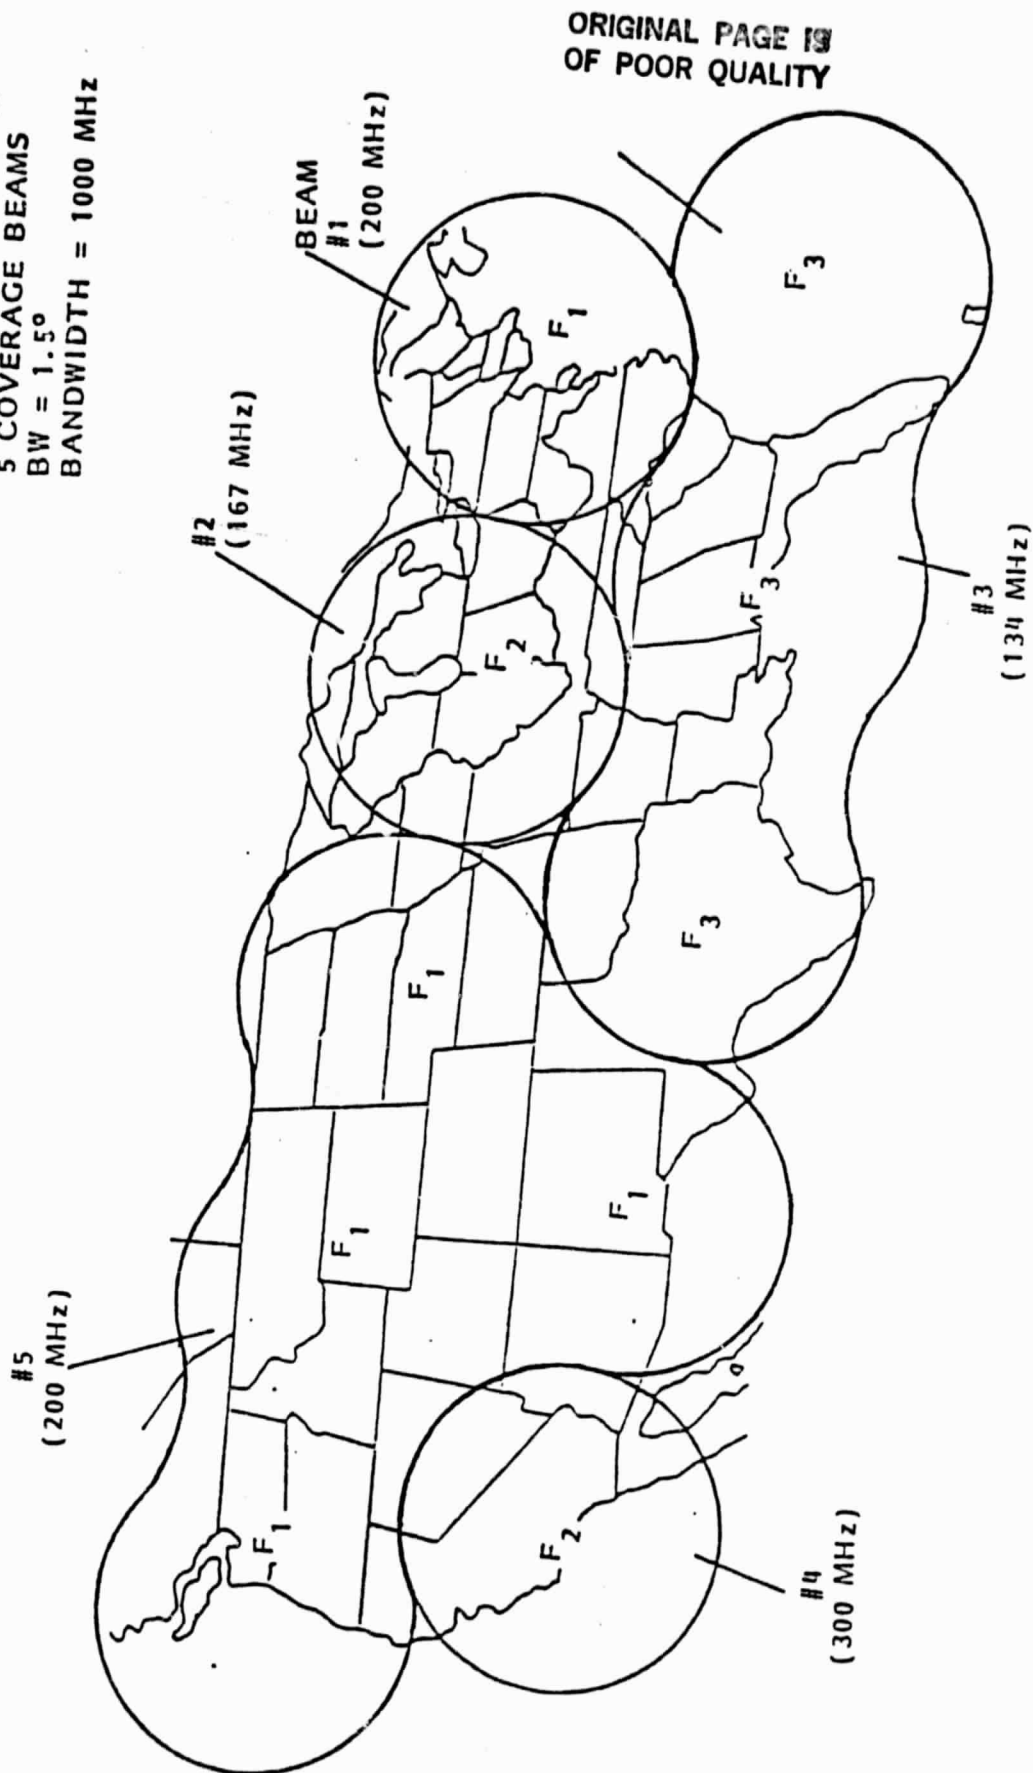 ORIGINAL PAGE IS
OF POOR QUALITY
5 COVERAGE BEAMS
BW = 1.5°
BANDWIDTH = 1000 MHz
BEAM
#1
(200 MHz)
#2
(167 MHz)
#5
(200 MHz)
F1
F2
F3
F1
F3
F1
F1
F3
F1
F2
#3
(134 MHz)
#4
(300 MHz)